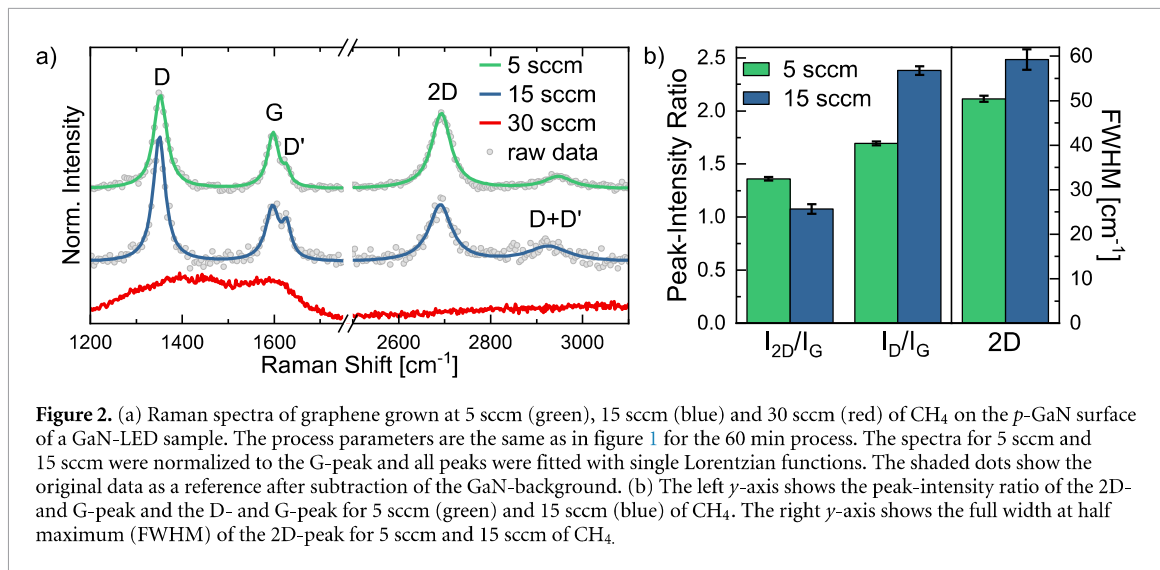 a)
D
G
D'
2D
D+D'
5 sccm
15 sccm
30 sccm
raw data
Norm. Intensity
1200 1400 1600 2600 2800 3000
Raman Shift [cm-1]
b)
5 sccm
15 sccm
2.5
2.0
1.5
1.0
0.5
0.0
Peak-Intensity Ratio
60
50
40
30
20
10
0
FWHM [cm-1]
I2D/IG ID/IG 2D
Figure 2. (a) Raman spectra of graphene grown at 5 sccm (green), 15 sccm (blue) and 30 sccm (red) of CH4 on the p-GaN surface
of a GaN-LED sample. The process parameters are the same as in figure 1 for the 60 min process. The spectra for 5 sccm and
15 sccm were normalized to the G-peak and all peaks were fitted with single Lorentzian functions. The shaded dots show the
original data as a reference after subtraction of the GaN-background. (b) The left y-axis shows the peak-intensity ratio of the 2D-
and G-peak and the D- and G-peak for 5 sccm (green) and 15 sccm (blue) of CH4. The right y-axis shows the full width at half
maximum (FWHM) of the 2D-peak for 5 sccm and 15 sccm of CH4.